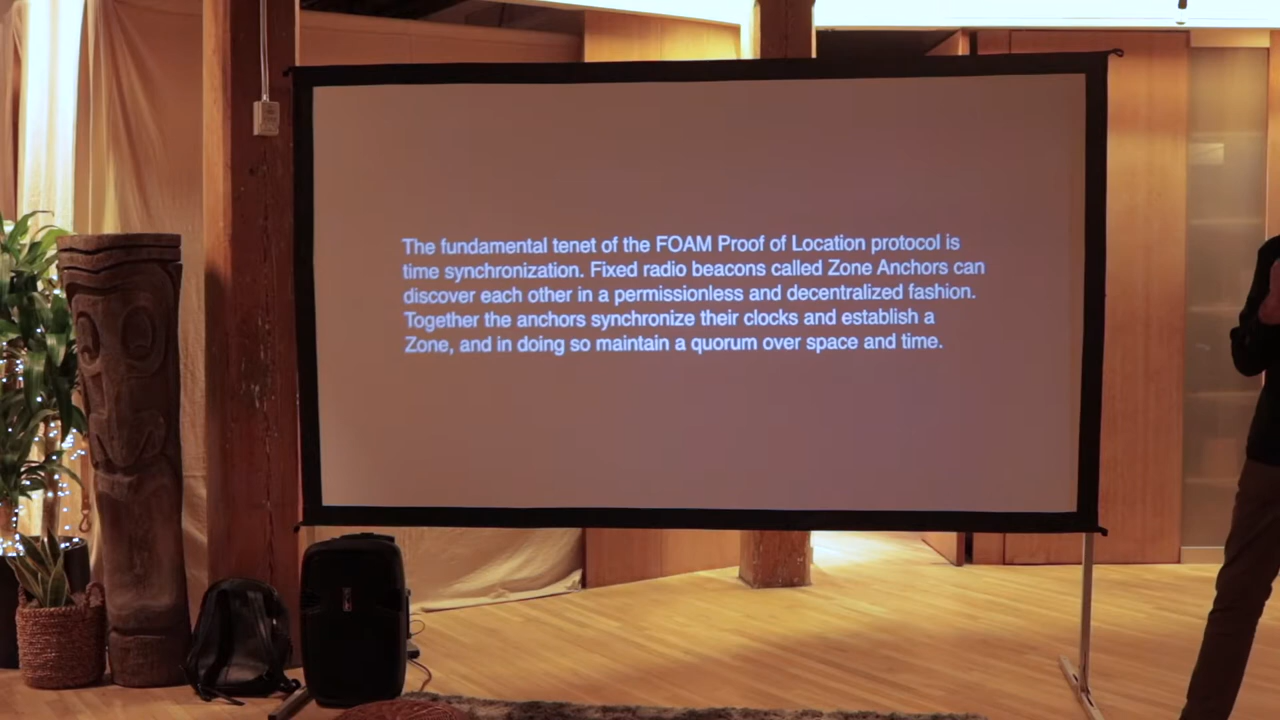 The fundamental tenet of the FOAM Proof of Location protocol is
time synchronization. Fixed radio beacons called Zone Anchors can
discover each other in a permissionless and decentralized fashion.
Together the anchors synchronize their clocks and establish a
Zone, and in doing so maintain a quorum over space and time.